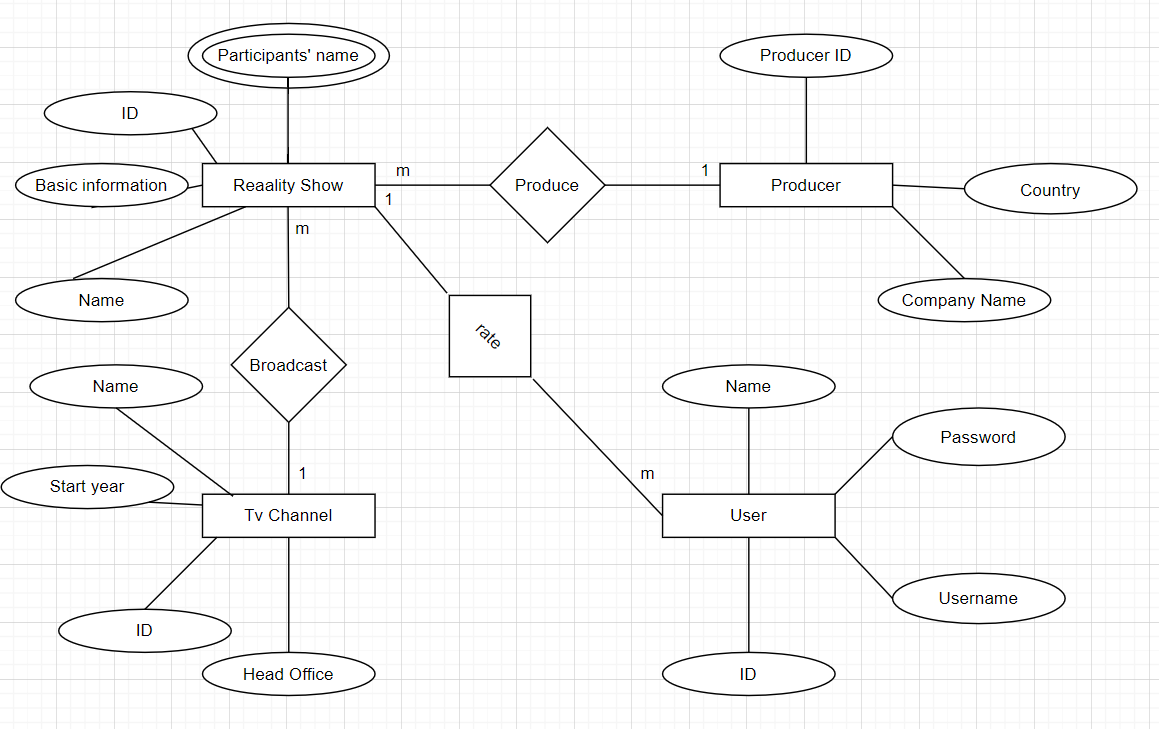 Participants' name
Producer ID
ID
Basic information
Reaality Show
m
Produce
1
Producer
Country
1
m
Name
Company Name
rate
Broadcast
Name
Name
Password
Start year
1
m
Tv Channel
User
Username
ID
Head Office
ID